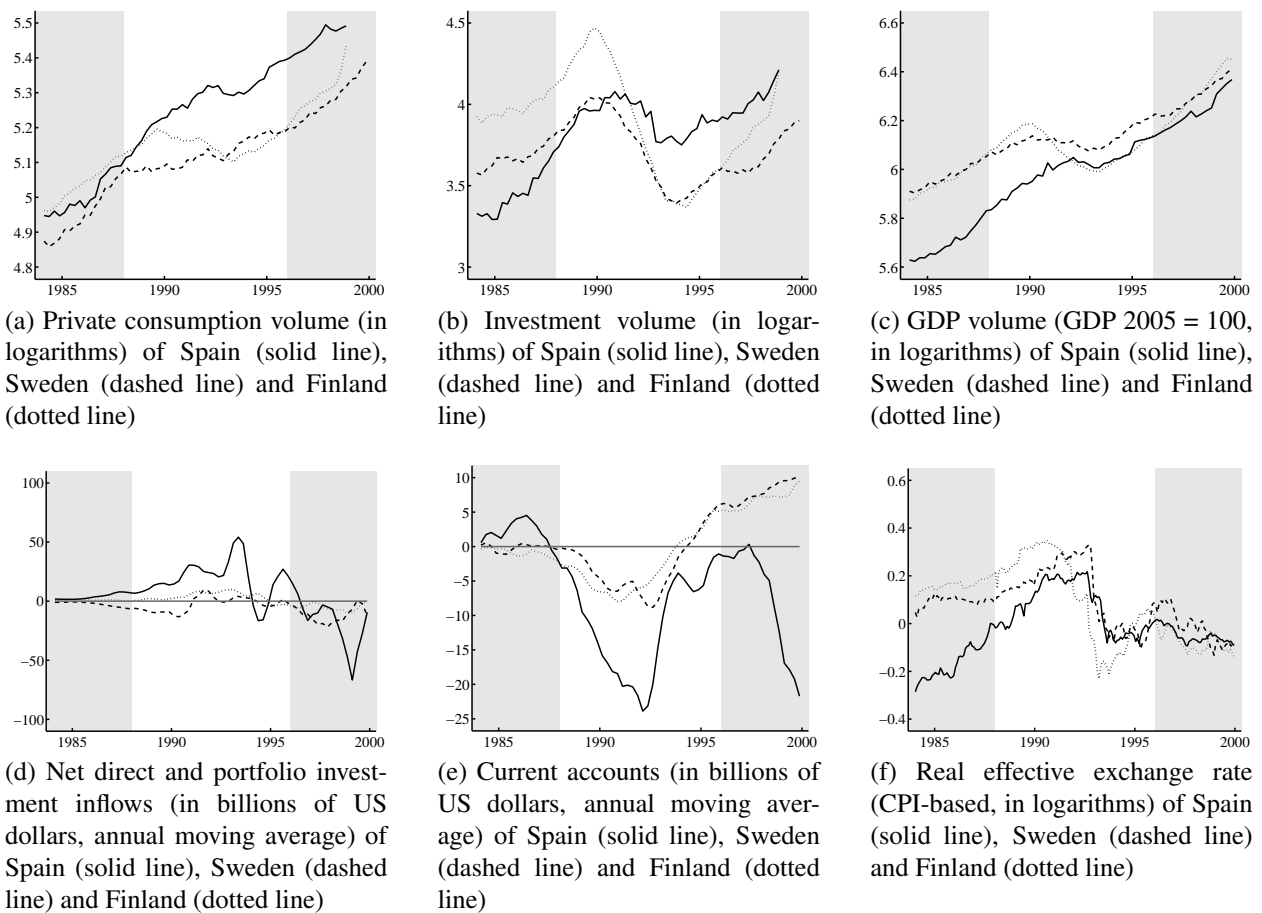 5.5
5.4
5.3
5.2
5.1
5
4.9
4.8
1985 1990 1995 2000
(a) Private consumption volume (in
logarithms) of Spain (solid line),
Sweden (dashed line) and Finland
(dotted line)
4.5
4
3.5
3
1985 1990 1995 2000
(b) Investment volume (in logar-
ithms) of Spain (solid line), Sweden
(dashed line) and Finland (dotted
line)
6.6
6.4
6.2
6
5.8
5.6
1985 1990 1995 2000
(c) GDP volume (GDP 2005 = 100,
in logarithms) of Spain (solid line),
Sweden (dashed line) and Finland
(dotted line)
100
50
0
−50
−100
1985 1990 1995 2000
(d) Net direct and portfolio invest-
ment inflows (in billions of US
dollars, annual moving average) of
Spain (solid line), Sweden (dashed
line) and Finland (dotted line)
10
5
0
−5
−10
−15
−20
−25
1985 1990 1995 2000
(e) Current accounts (in billions of
US dollars, annual moving aver-
age) of Spain (solid line), Sweden
(dashed line) and Finland (dotted
line)
0.6
0.4
0.2
0
−0.2
−0.4
1985 1990 1995 2000
(f) Real effective exchange rate
(CPI-based, in logarithms) of Spain
(solid line), Sweden (dashed line)
and Finland (dotted line)